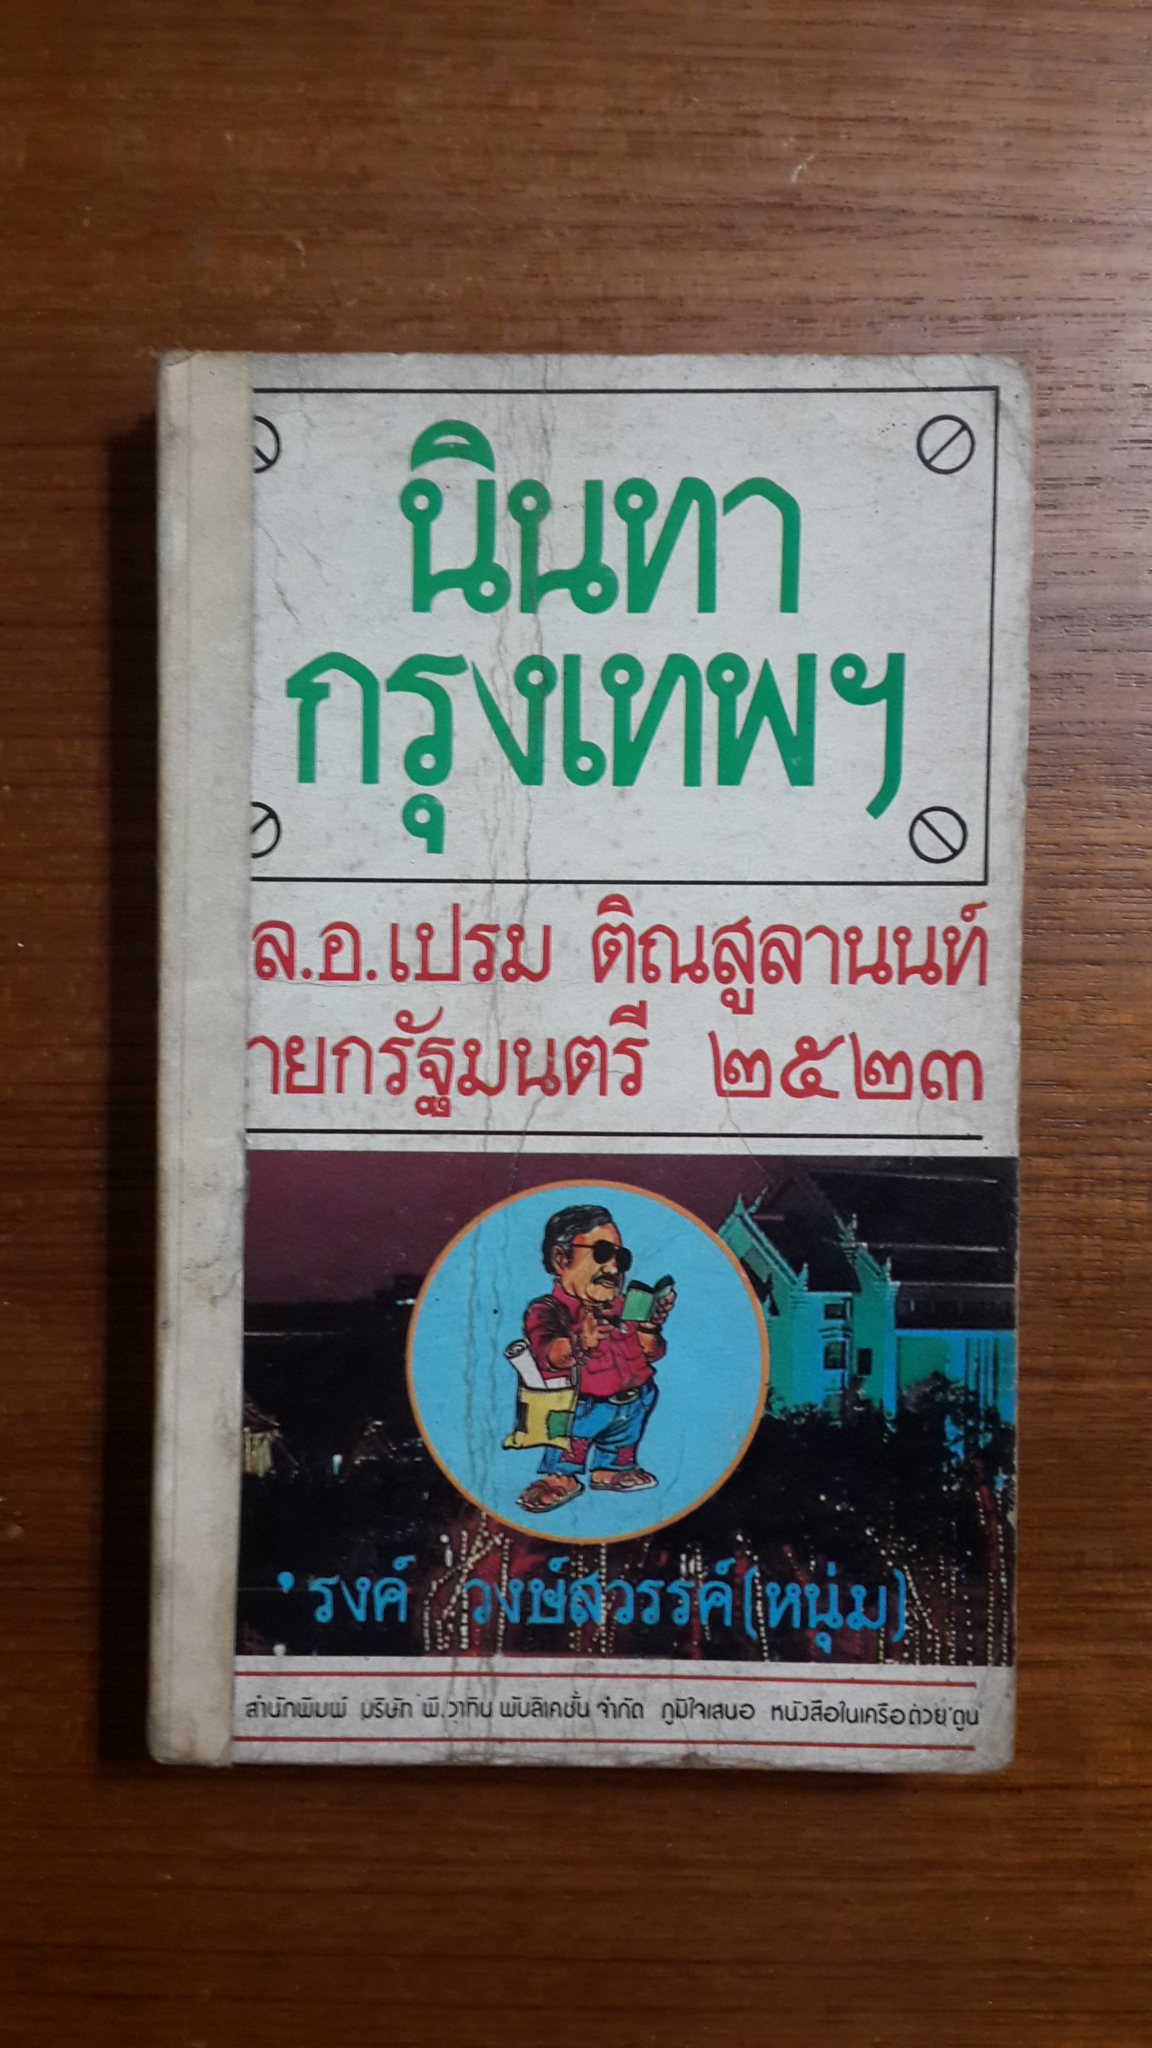 นินทา
กรุงเทพฯ
ล.อ.เปรม ติณสูลานนท์
ายกรัฐมนตรี ๒๕๒๓
'รงค์ วงษ์สวรรค์(หนุ่ม)
สำนักพิมพ์ บริษัท พี.วาทิน พับลิเคชั่น จำกัด ภูมิใจเสนอ หนังสือในเครือต่วย'ตูน